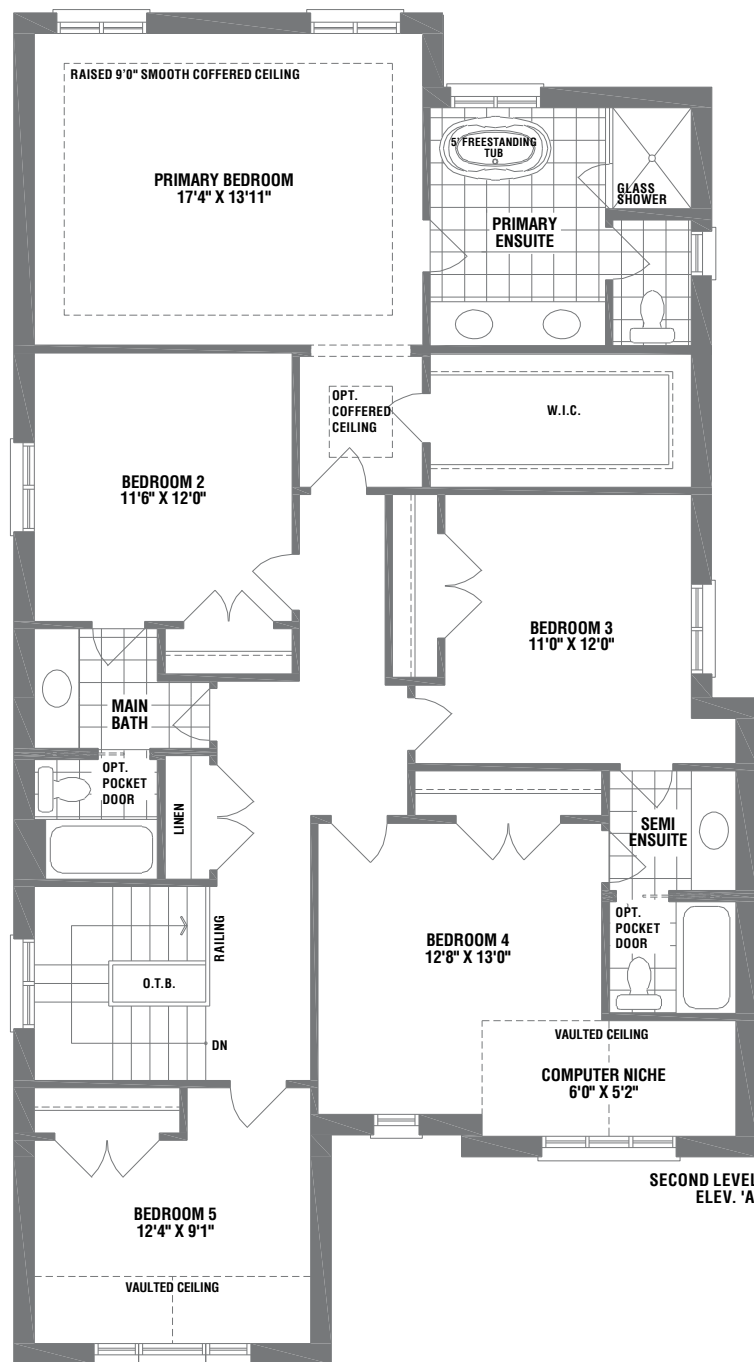 RAISED 9'0" SMOOTH COFFERED CEILING
5' FREESTANDING
TUB
PRIMARY BEDROOM
17'4" X 13'11"
GLASS
SHOWER
PRIMARY
ENSUITE
OPT.
COFFERED
CEILING
W.I.C.
BEDROOM 2
11'6" X 12'0"
BEDROOM 3
11'0" X 12'0"
MAIN
BATH
OPT.
POCKET
DOOR
LINEN
SEMI
ENSUITE
OPT.
POCKET
DOOR
BEDROOM 4
12'8" X 13'0"
RAILING
O.T.B.
DN
VAULTED CEILING
COMPUTER NICHE
6'0" X 5'2"
SECOND LEVEL
ELEV. 'A
BEDROOM 5
12'4" X 9'1"
VAULTED CEILING